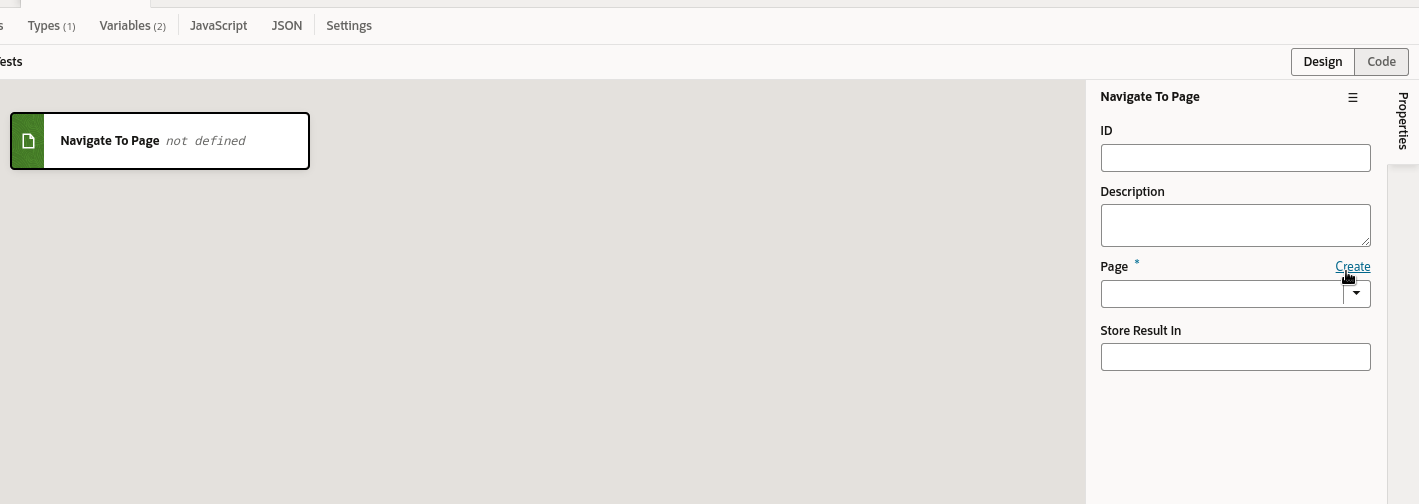 s Types (1) Variables (2) JavaScript JSON Settings
ests Design Code
Navigate To Page not defined
Navigate To Page
Properties
ID
Description
Page * Create
Store Result In